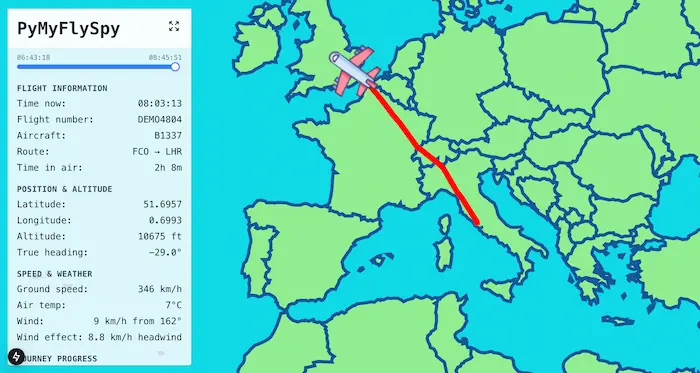 PyMyFlySpy
06:43:18 08:45:51
FLIGHT INFORMATION
Time now: 08:03:13
Flight number: DEMO4804
Aircraft: B1337
Route: FCO → LHR
Time in air: 2h 8m
POSITION & ALTITUDE
Latitude: 51.6957
Longitude: 0.6993
Altitude: 10675 ft
True heading: −29.0°
SPEED & WEATHER
Ground speed: 346 km/h
Air temp: 7°C
Wind: 9 km/h from 162°
Wind effect: 8.8 km/h headwind
OURNEY PROGRESS